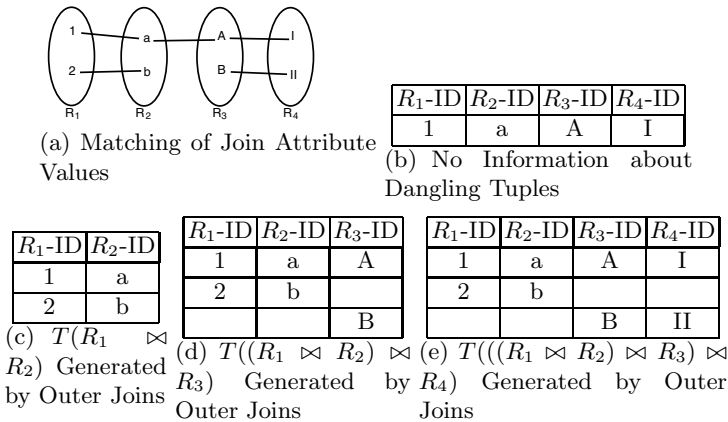 1 a A I
2 b B II
R1 R2 R3 R4
(a) Matching of Join Attribute
Values
R1-ID R2-ID R3-ID R4-ID
1 a A I
(b) No Information about
Dangling Tuples
R1-ID R2-ID
1 a
2 b
(c) T(R1 ⋈
R2) Generated
by Outer Joins
R1-ID R2-ID R3-ID
1 a A
2 b
B
(d) T((R1 ⋈ R2) ⋈
R3) Generated by
Outer Joins
R1-ID R2-ID R3-ID R4-ID
1 a A I
2 b
B II
(e) T(((R1 ⋈ R2) ⋈ R3) ⋈
R4) Generated by Outer
Joins